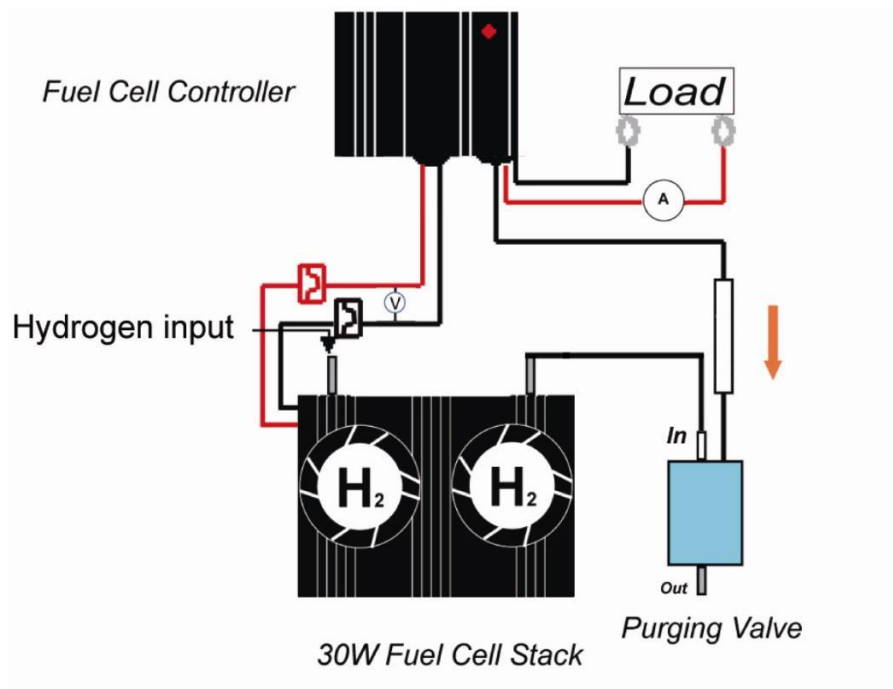 Fuel Cell Controller
Load
A
V
Hydrogen input
In
H2
H2
Out
Purging Valve
30W Fuel Cell Stack